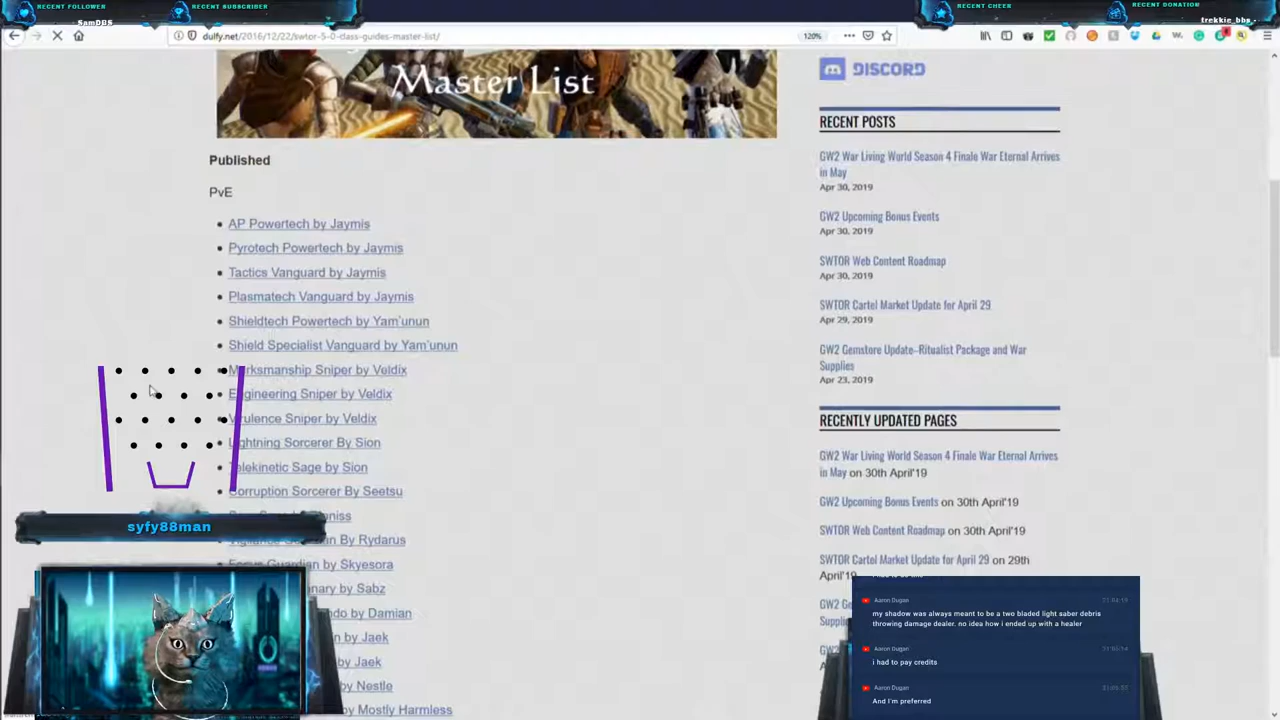 RECENT FOLLOWER
SamDBS
RECENT SUBSCRIBER
RECENT CHEER
RECENT DONATION
frekkie_bbs -
dulfy.net/2016/12/22/swtor-5-0-class-guides-master-list/
120%
Master List
Published
PvE
AP Powertech by Jaymis
Pyrotech Powertech by Jaymis
Tactics Vanguard by Jaymis
Plasmatech Vanguard by Jaymis
Shieldtech Powertech by Yam'unun
Shield Specialist Vanguard by Yam'unun
Marksmanship Sniper by Veldix
Engineering Sniper by Veldix
Virulence Sniper by Veldix
Lightning Sorcerer By Sion
Telekinetic Sage by Sion
Corruption Sorcerer By Seetsu
By Rydarus
Guardian by Skyesora
by Sabz
by Damian
by Jaek
by Jaek
by Nestle
by Mostly Harmless
syfy88man
DISCORD
RECENT POSTS
GW2 War Living World Season 4 Finale War Eternal Arrives
in May
Apr 30, 2019
GW2 Upcoming Bonus Events
Apr 30, 2019
SWTOR Web Content Roadmap
Apr 30, 2019
SWTOR Cartel Market Update for April 29
Apr 29, 2019
GW2 Gemstore Update–Ritualist Package and War
Supplies
Apr 23, 2019
RECENTLY UPDATED PAGES
GW2 War Living World Season 4 Finale War Eternal Arrives
in May on 30th April'19
GW2 Upcoming Bonus Events on 30th April'19
SWTOR Web Content Roadmap on 30th April'19
SWTOR Cartel Market Update for April 29 on 29th
April'19
Aaron Dugan
my shadow was always meant to be a two bladed light saber debris
throwing damage dealer. no idea how i ended up with a healer
Aaron Dugan
i had to pay credits
Aaron Dugan
And I'm preferred